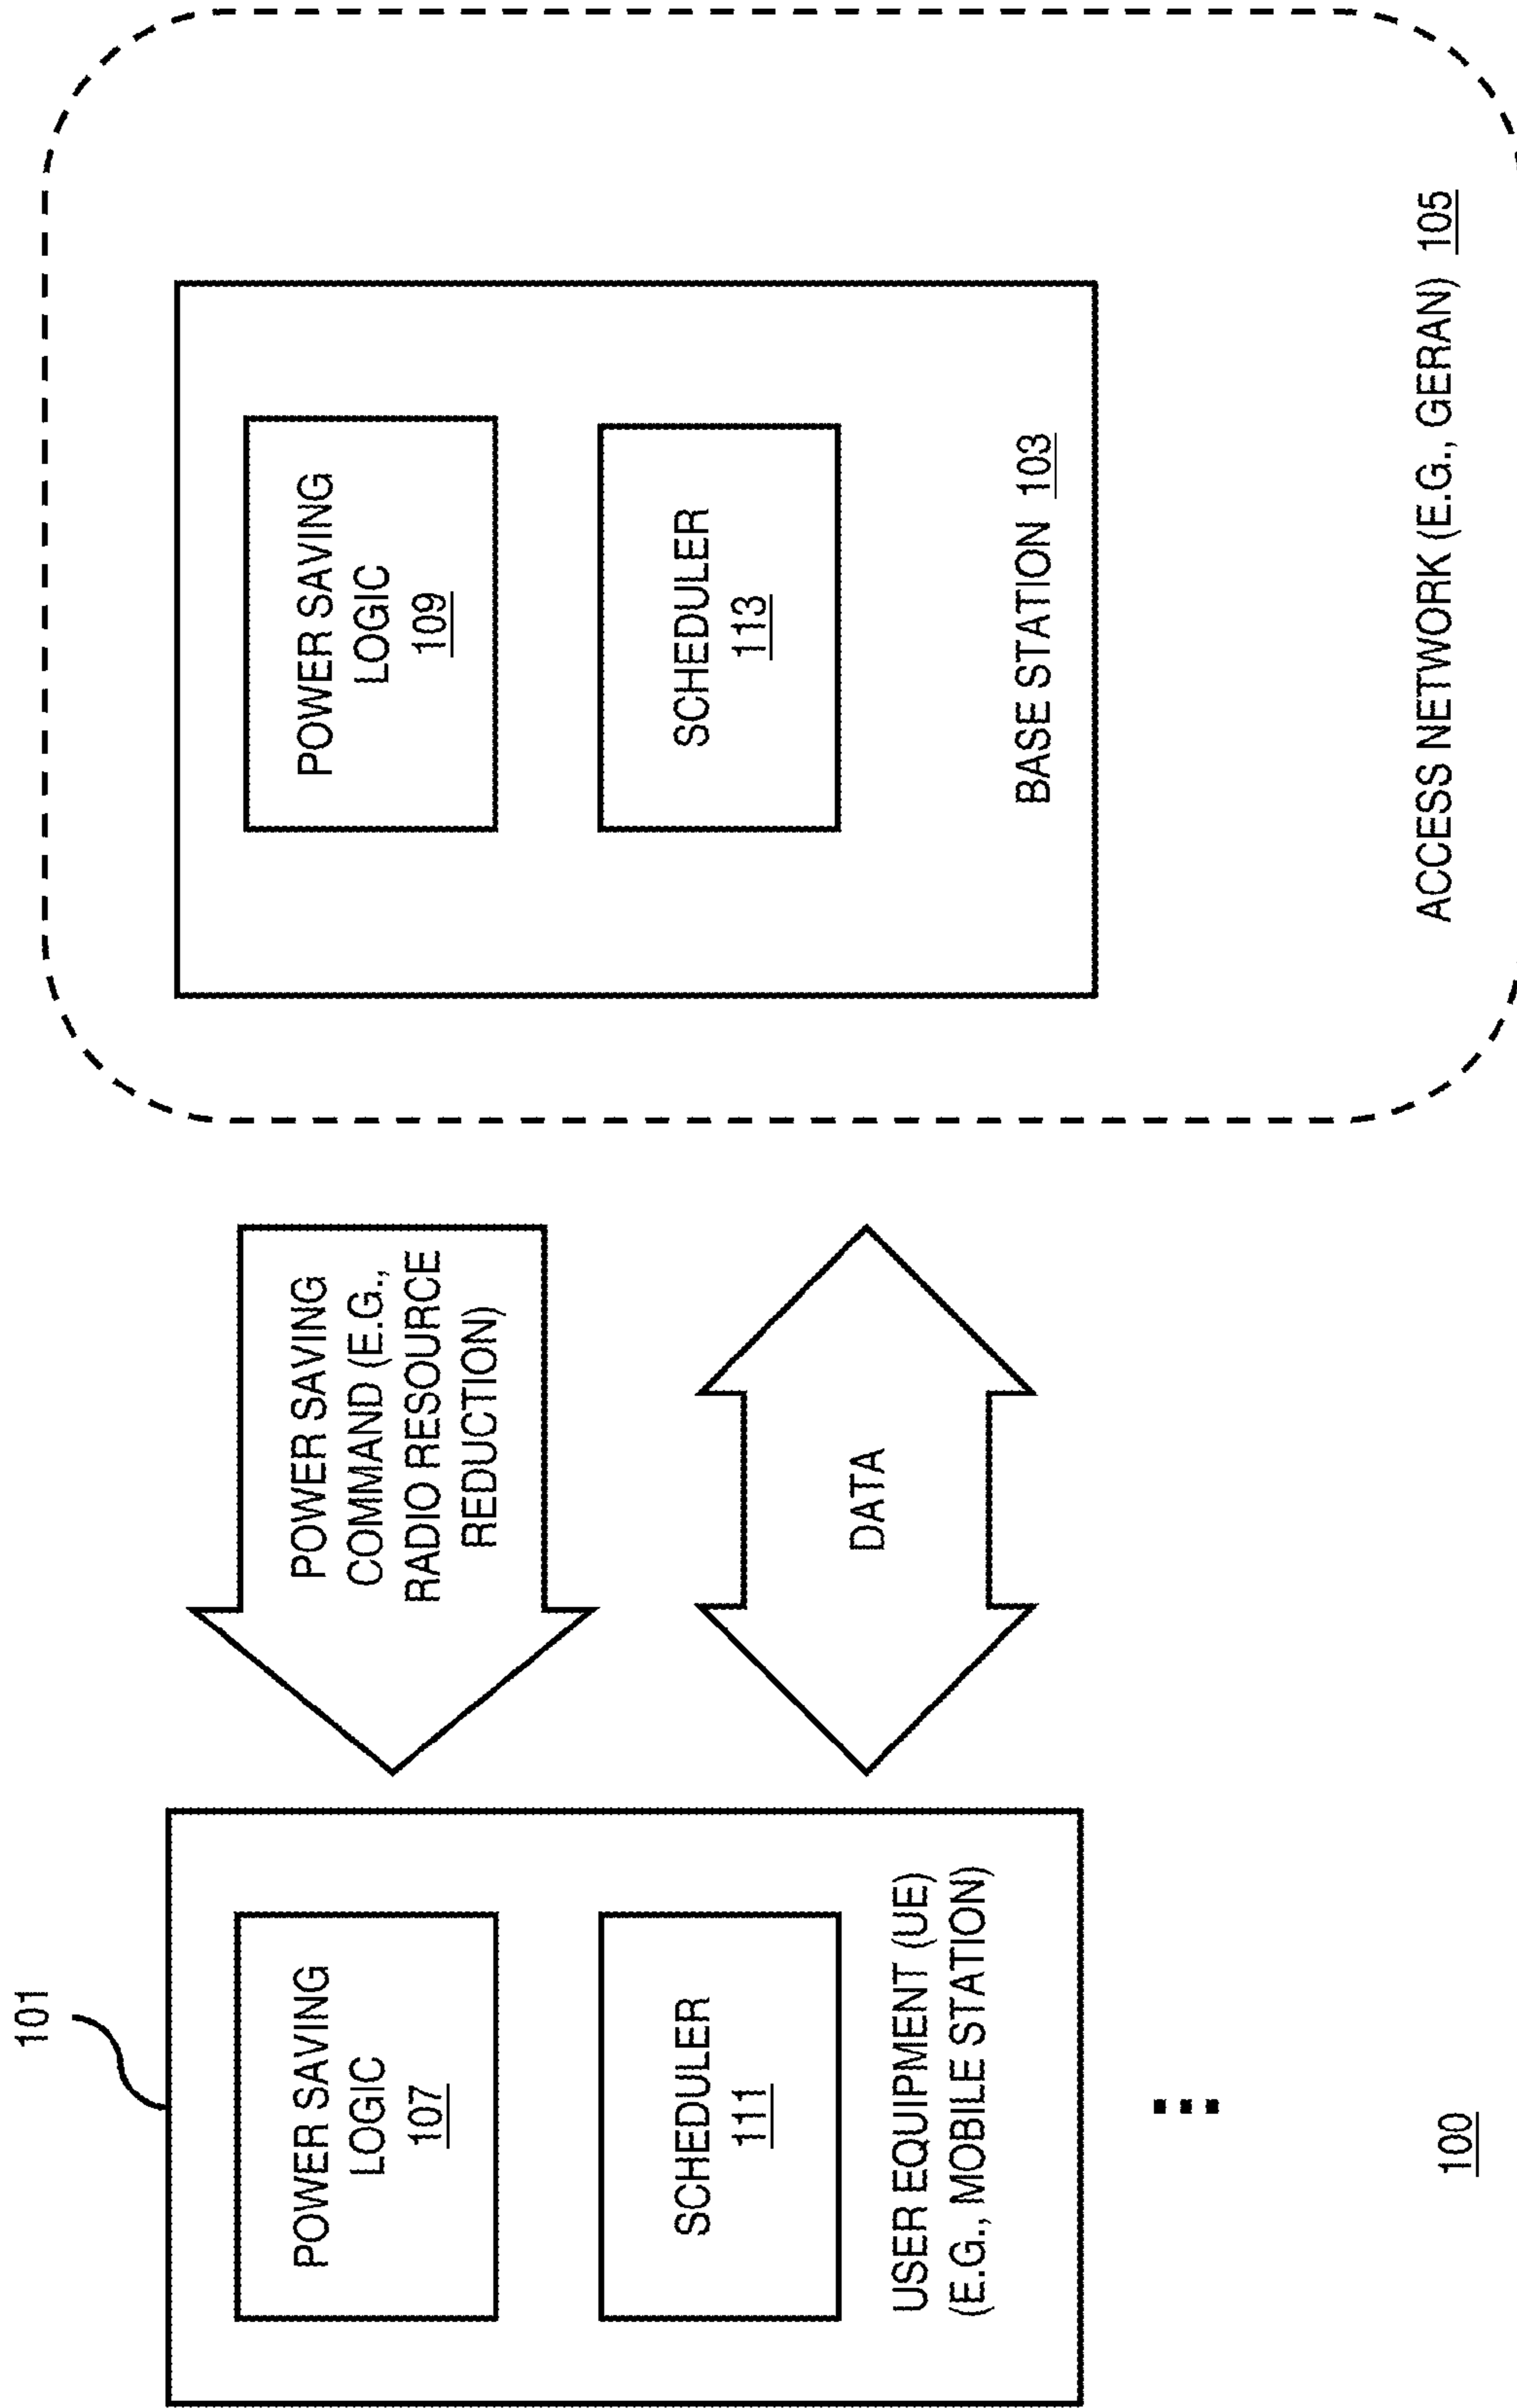 101
POWER SAVING
LOGIC
107
SCHEDULER
111
USER EQUIPMENT (UE)
(E.G., MOBILE STATION)
POWER SAVING
COMMAND (E.G.,
RADIO RESOURCE
REDUCTION)
DATA
POWER SAVING
LOGIC
109
SCHEDULER
113
BASE STATION 103
ACCESS NETWORK (E.G., GERAN) 105
100